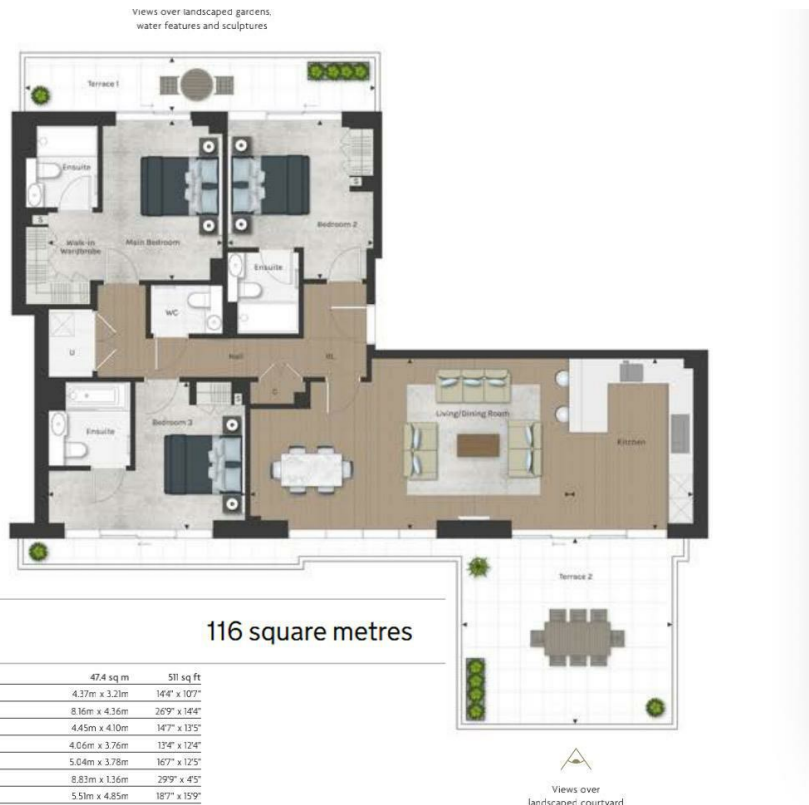 Views over landscaped gardens,
water features and sculptures
Terrace 1
Ensuite
Bedroom 2
Walk-in
Wardrobe
Main Bedroom
Ensuite
WC
U
Hall
Living/Dining Room
Bedroom 3
Ensuite
Kitchen
Terrace 2
116 square metres
47.4 sq m 511 sq ft
4.37m x 3.21m 14'4" x 10'7"
8.16m x 4.36m 26'9" x 14'4"
4.45m x 4.10m 14'7" x 13'5"
4.06m x 3.76m 13'4" x 12'4"
5.04m x 3.78m 16'7" x 12'5"
8.83m x 1.36m 29'9" x 4'5"
5.51m x 4.85m 18'7" x 15'9"
Views over
landscaped courtyard